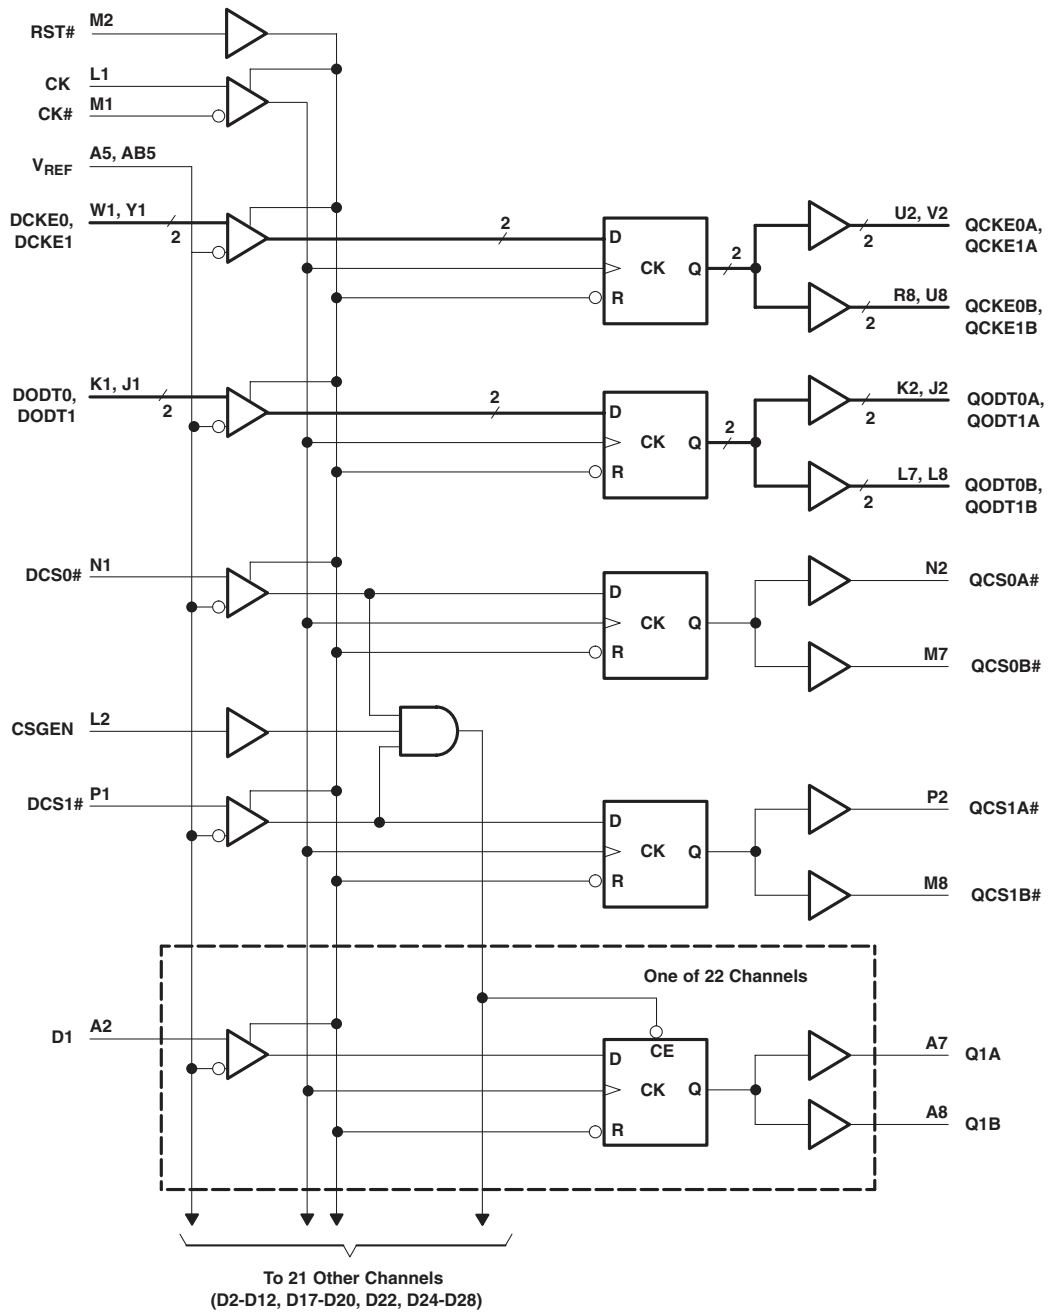 RST# M2
CK L1
CK# M1
VREF A5, AB5
DCKE0, W1, Y1
DCKE1
2
2
D
CK Q
R
2
U2, V2
2
QCKE0A,
QCKE1A
R8, U8
2
QCKE0B,
QCKE1B
DODT0, K1, J1
DODT1
2
2
D
CK Q
R
2
K2, J2
2
QODT0A,
QODT1A
L7, L8
2
QODT0B,
QODT1B
DCS0# N1
D
CK Q
R
N2 QCS0A#
M7 QCS0B#
CSGEN L2
DCS1# P1
D
CK Q
R
P2 QCS1A#
M8 QCS1B#
One of 22 Channels
D1 A2
CE
D
CK Q
R
A7 Q1A
A8 Q1B
To 21 Other Channels
(D2-D12, D17-D20, D22, D24-D28)